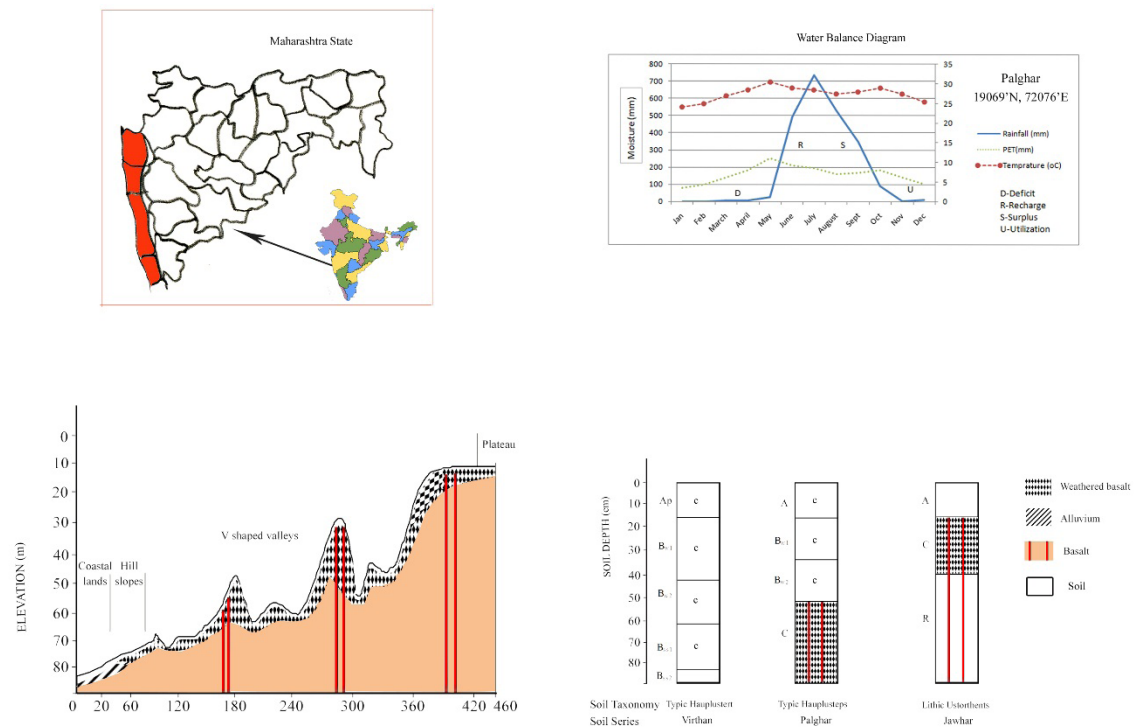 Maharashtra State
Water Balance Diagram
Palghar
19069'N, 72076'E
Moisture (mm)
800
700
600
500
400
300
200
100
0
35
30
25
20
15
10
5
0
R
S
D
U
Jan
Feb
March
April
May
June
July
August
Sept
Oct
Nov
Dec
Rainfall (mm)
PET(mm)
Temprature (oC)
D-Deficit
R-Recharge
S-Surplus
U-Utilization
ELEVATION (m)
0
10
20
30
40
50
60
70
80
Plateau
V shaped valleys
Coastal
lands
Hill
slopes
0 20 60 120 180 240 300 360 420 460
SOIL DEPTH (cm)
0
10
20
30
40
50
60
70
80
Ap
c
c
c
c
A
c
c
c
C
A
C
R
Weathered basalt
Alluvium
Basalt
Soil
Soil Taxonomy Typic Hauplustert Typic Hauplusteps Lithic Ustorthents
Soil Series Virthan Palghar Jawhar